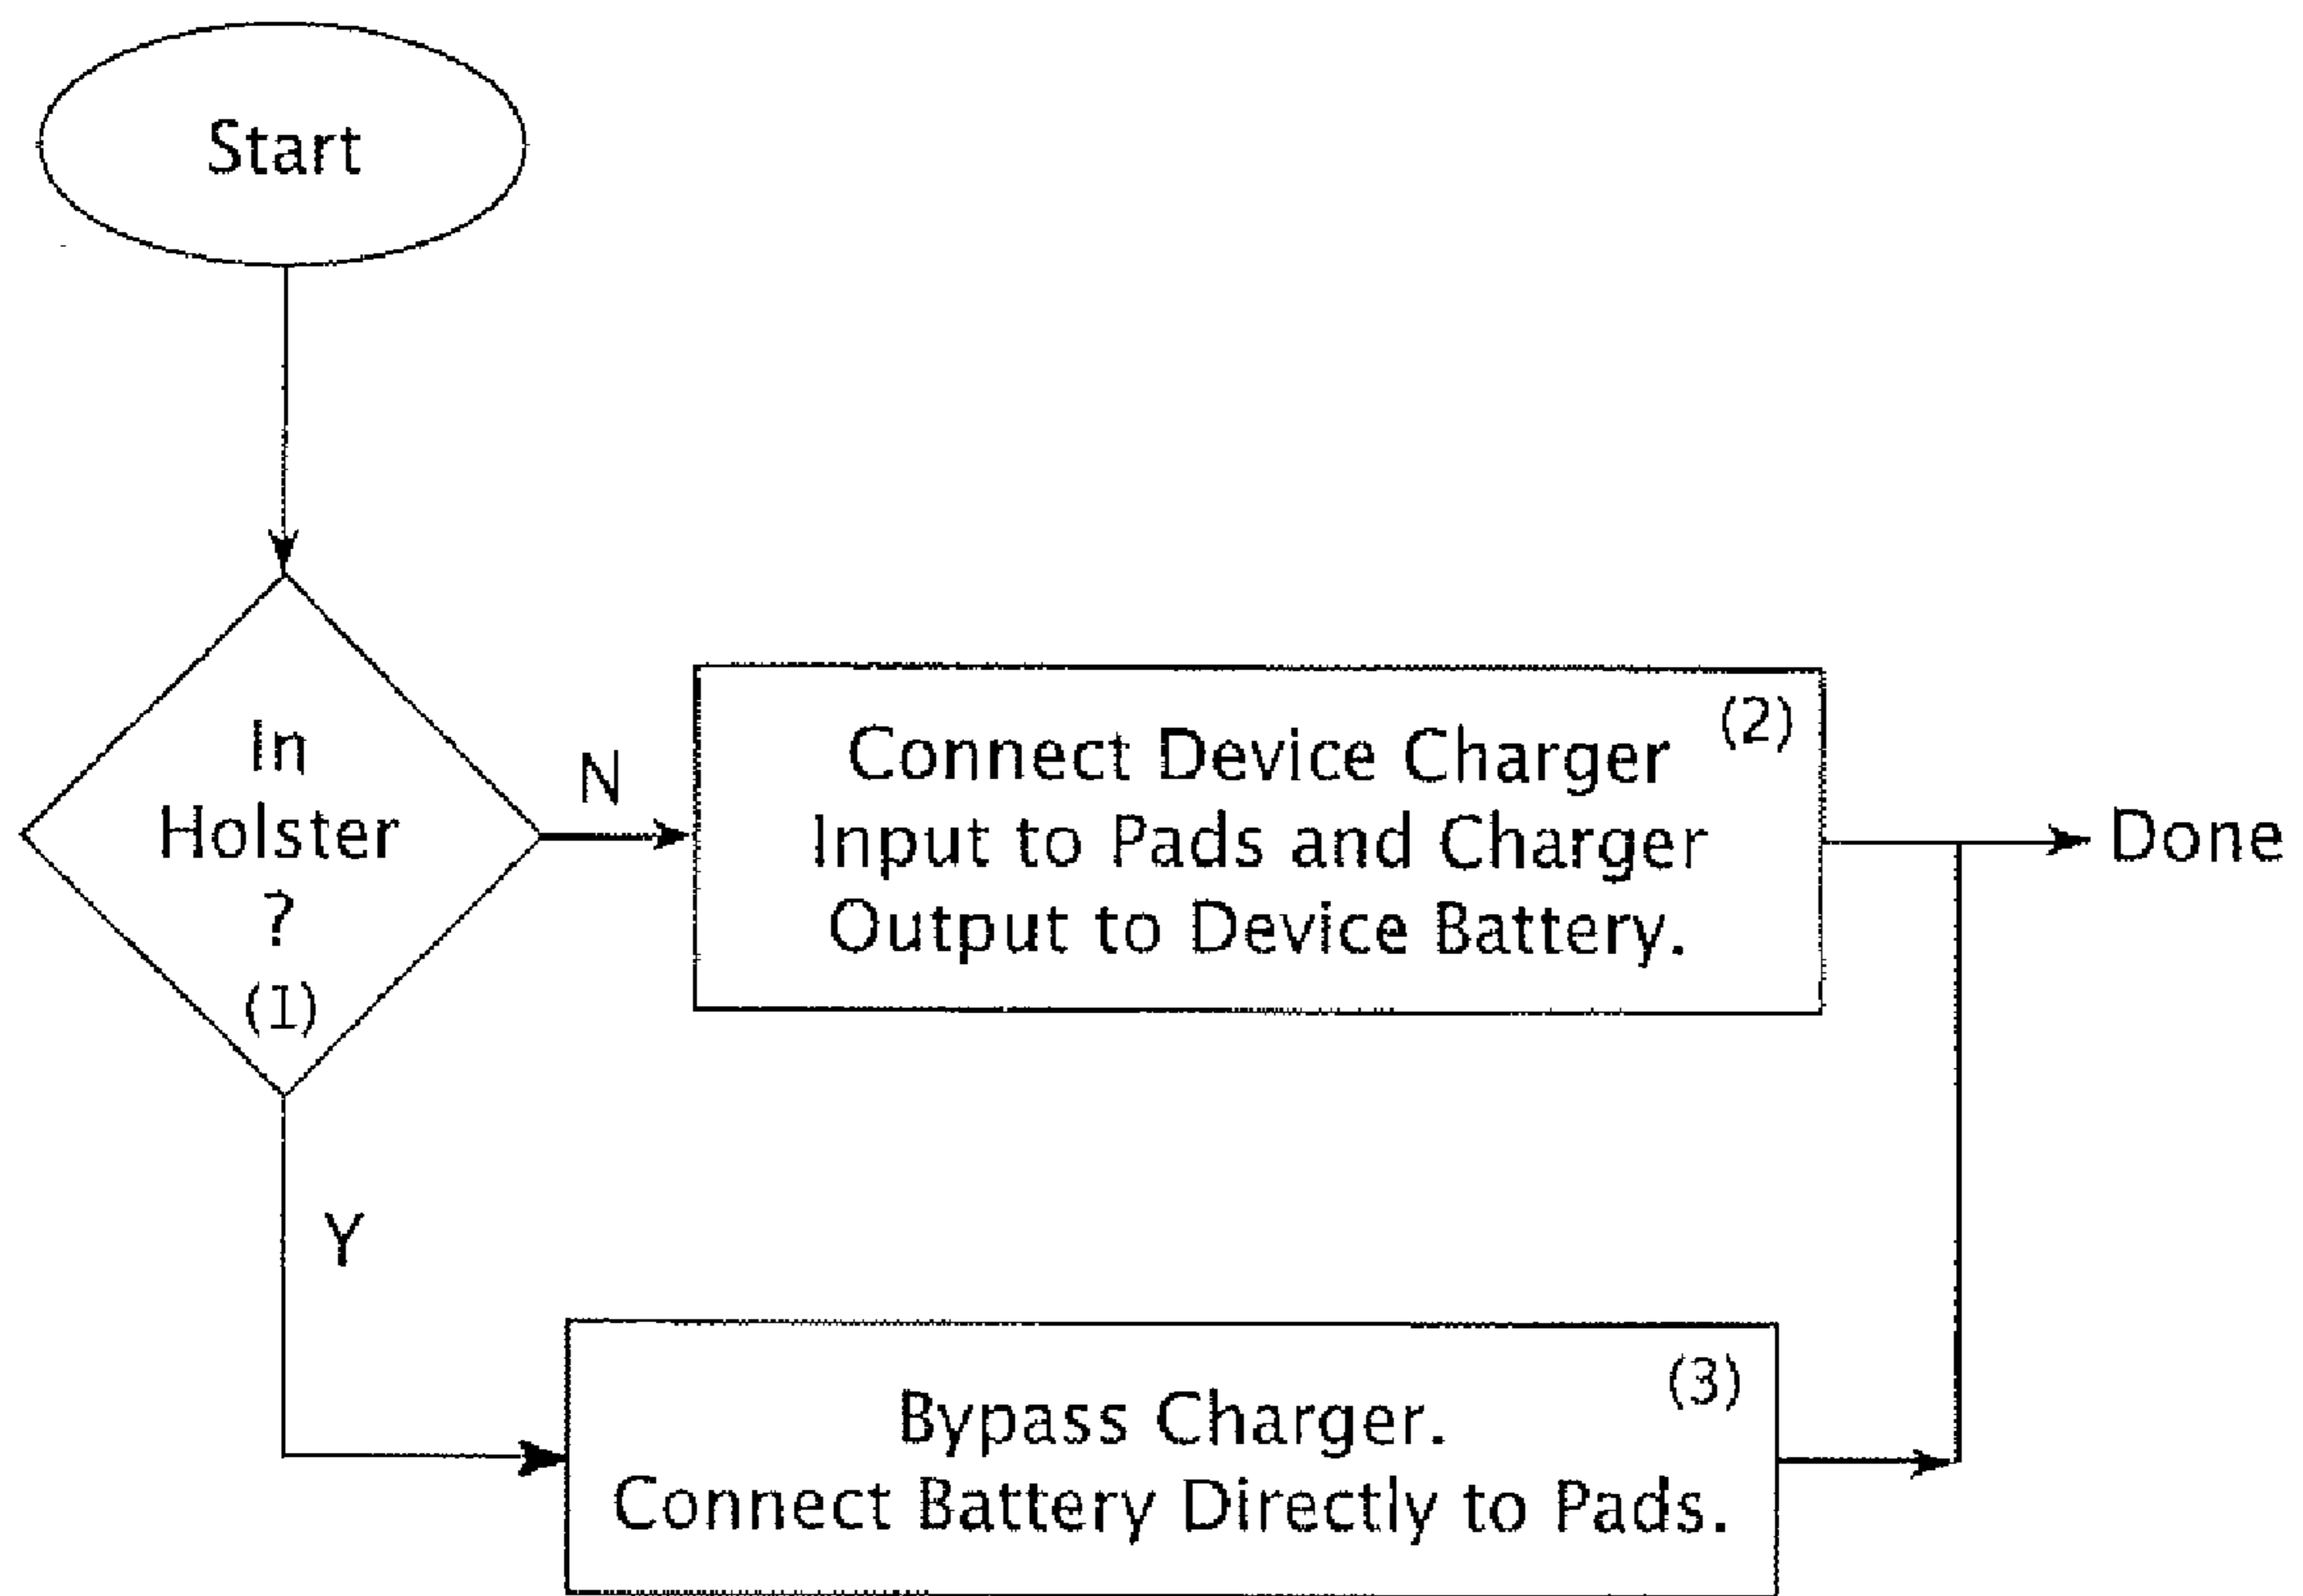 Start
In
Holster
?
(1)
N
(2)
Connect Device Charger
Input to Pads and Charger
Output to Device Battery.
Done
Y
(3)
Bypass Charger.
Connect Battery Directly to Pads.